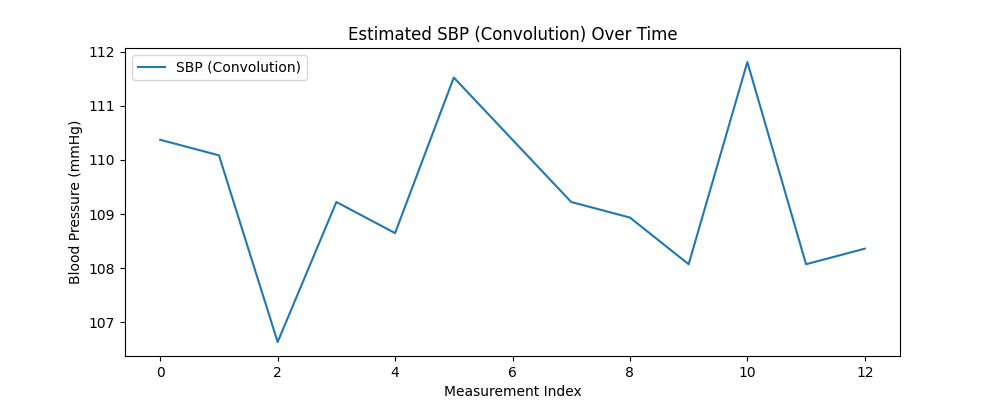 Estimated SBP (Convolution) Over Time
SBP (Convolution)
Blood Pressure (mmHg)
112
111
110
109
108
107
0 2 4 6 8 10 12
Measurement Index